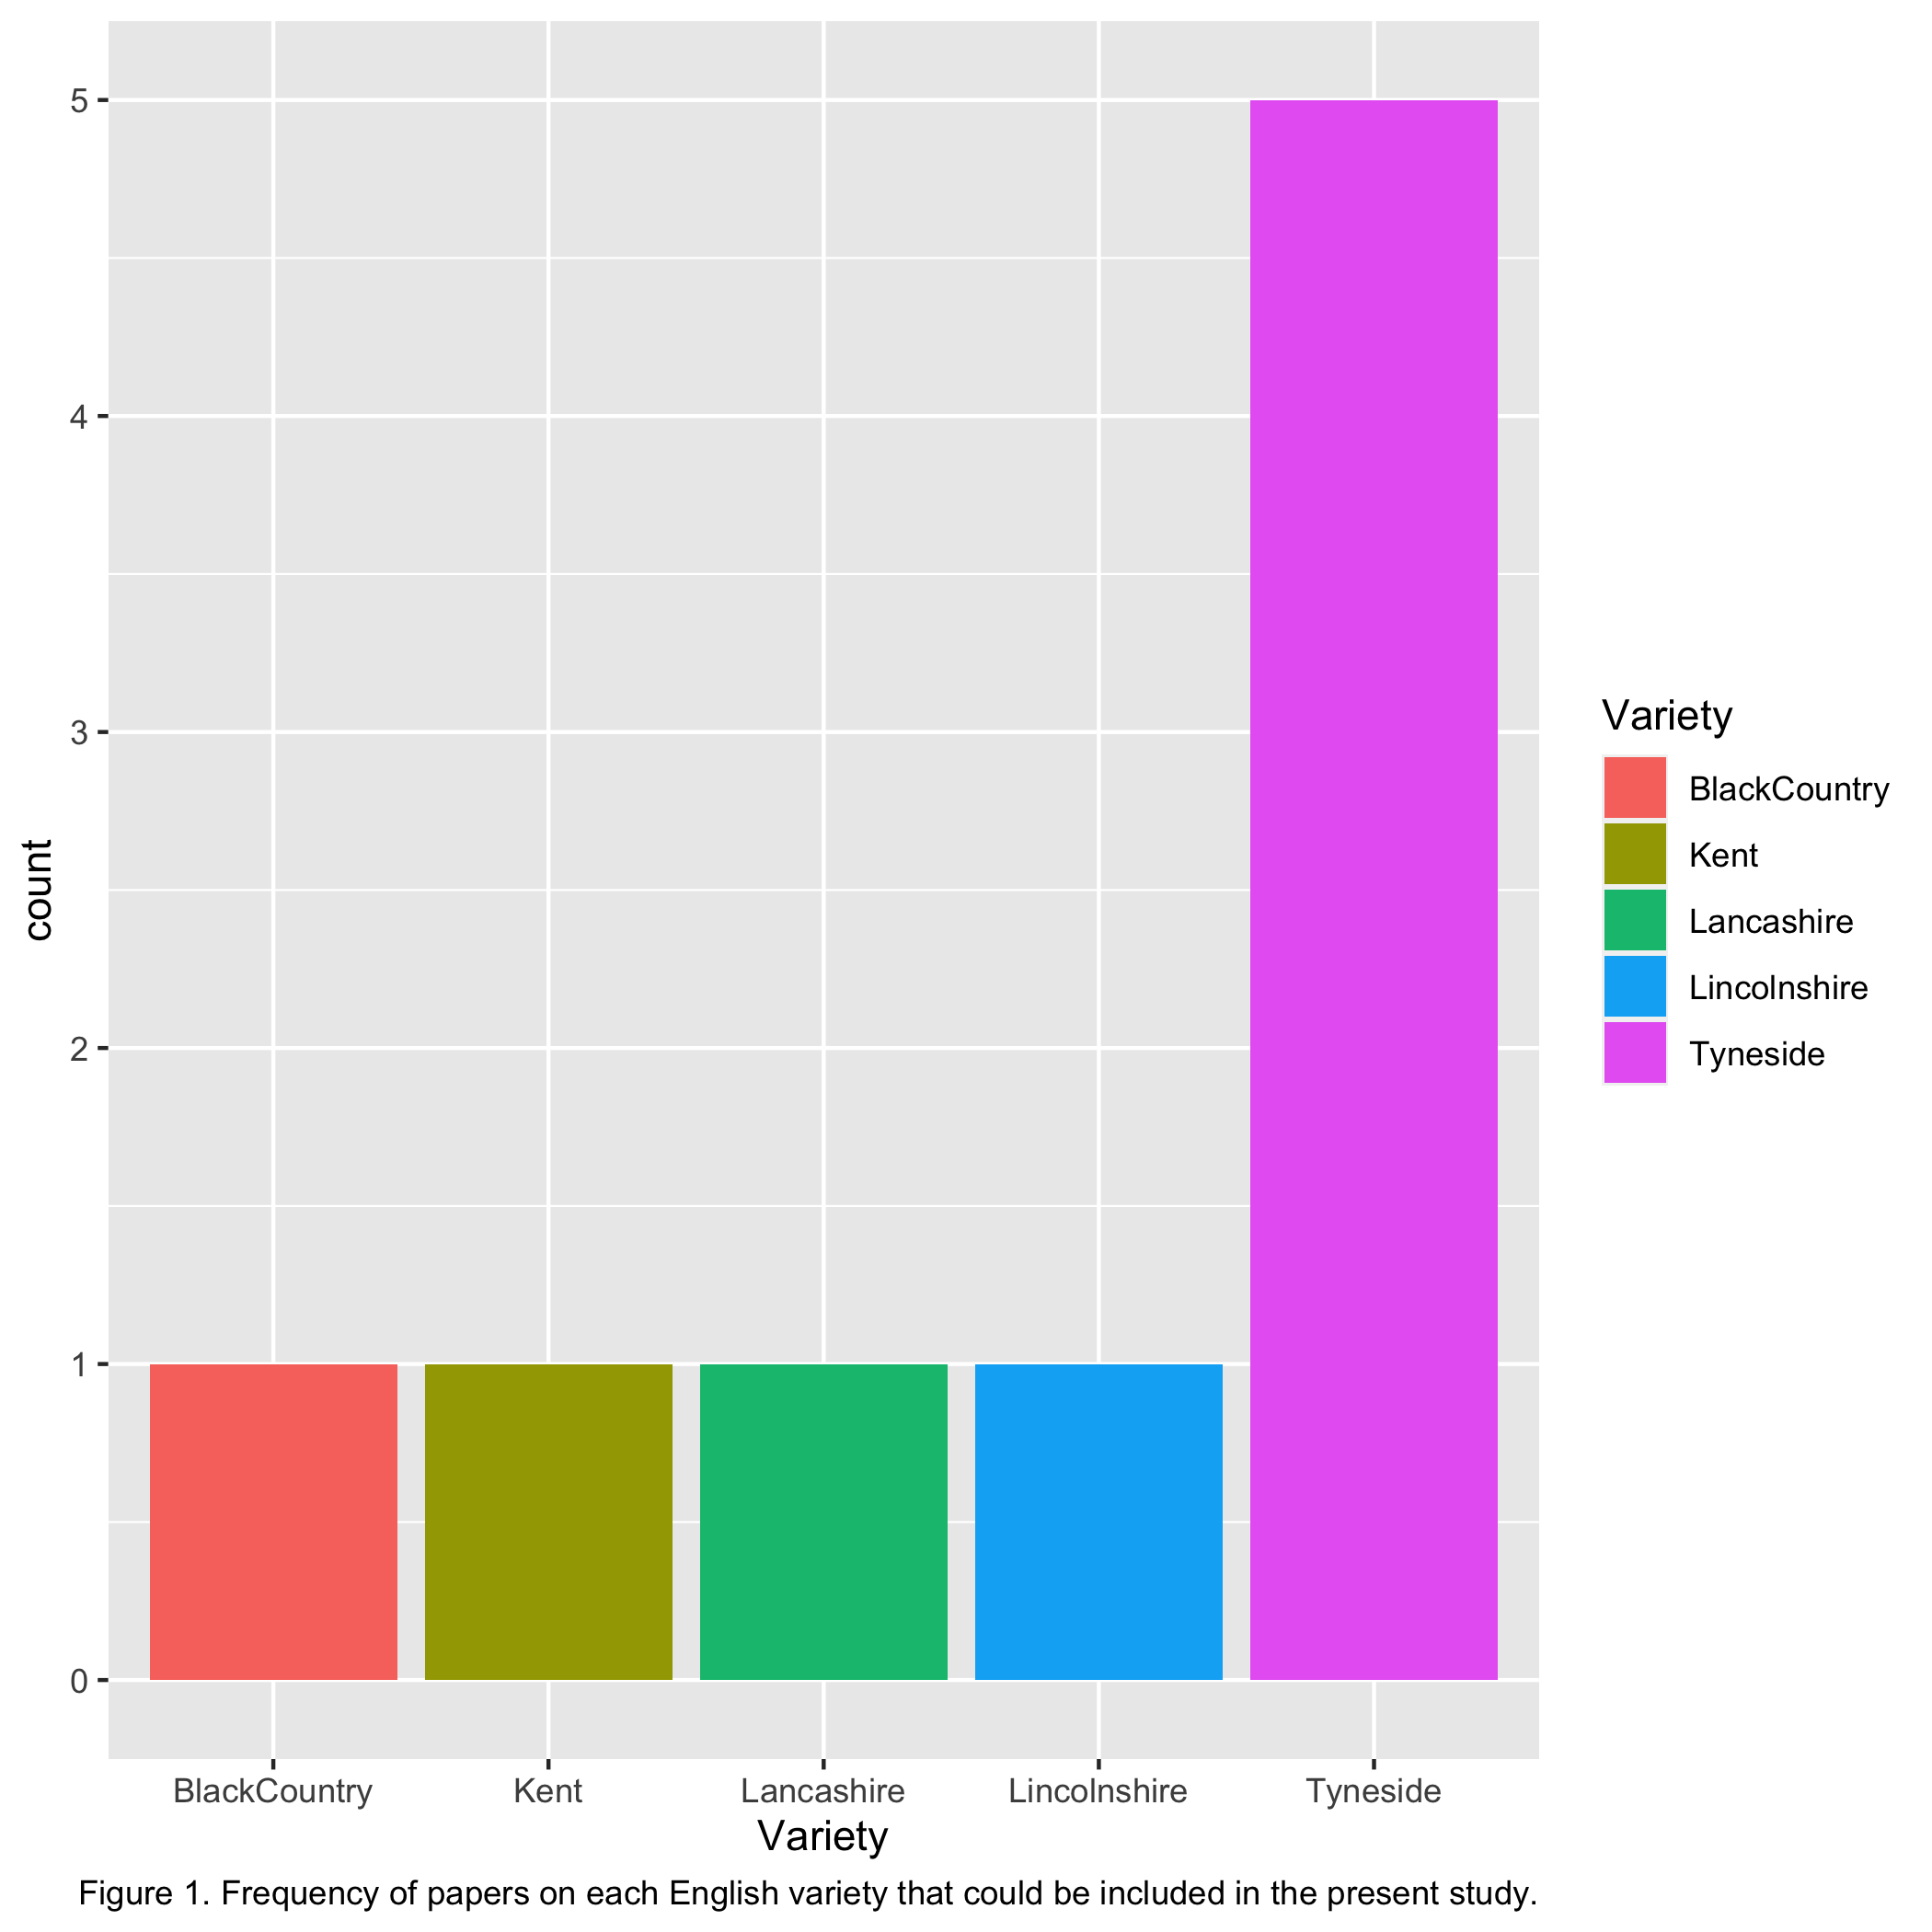 5
4
3
2
1
0
count
BlackCountry
Kent
Lancashire
Lincolnshire
Tyneside
Variety
Variety
BlackCountry
Kent
Lancashire
Lincolnshire
Tyneside
Figure 1. Frequency of papers on each English variety that could be included in the present study.